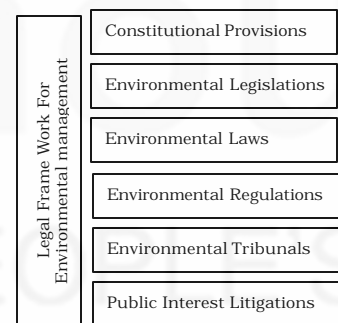 Legal Frame Work For
Environmental management
Constitutional Provisions
Environmental Legislations
Environmental Laws
Environmental Regulations
Environmental Tribunals
Public Interest Litigations